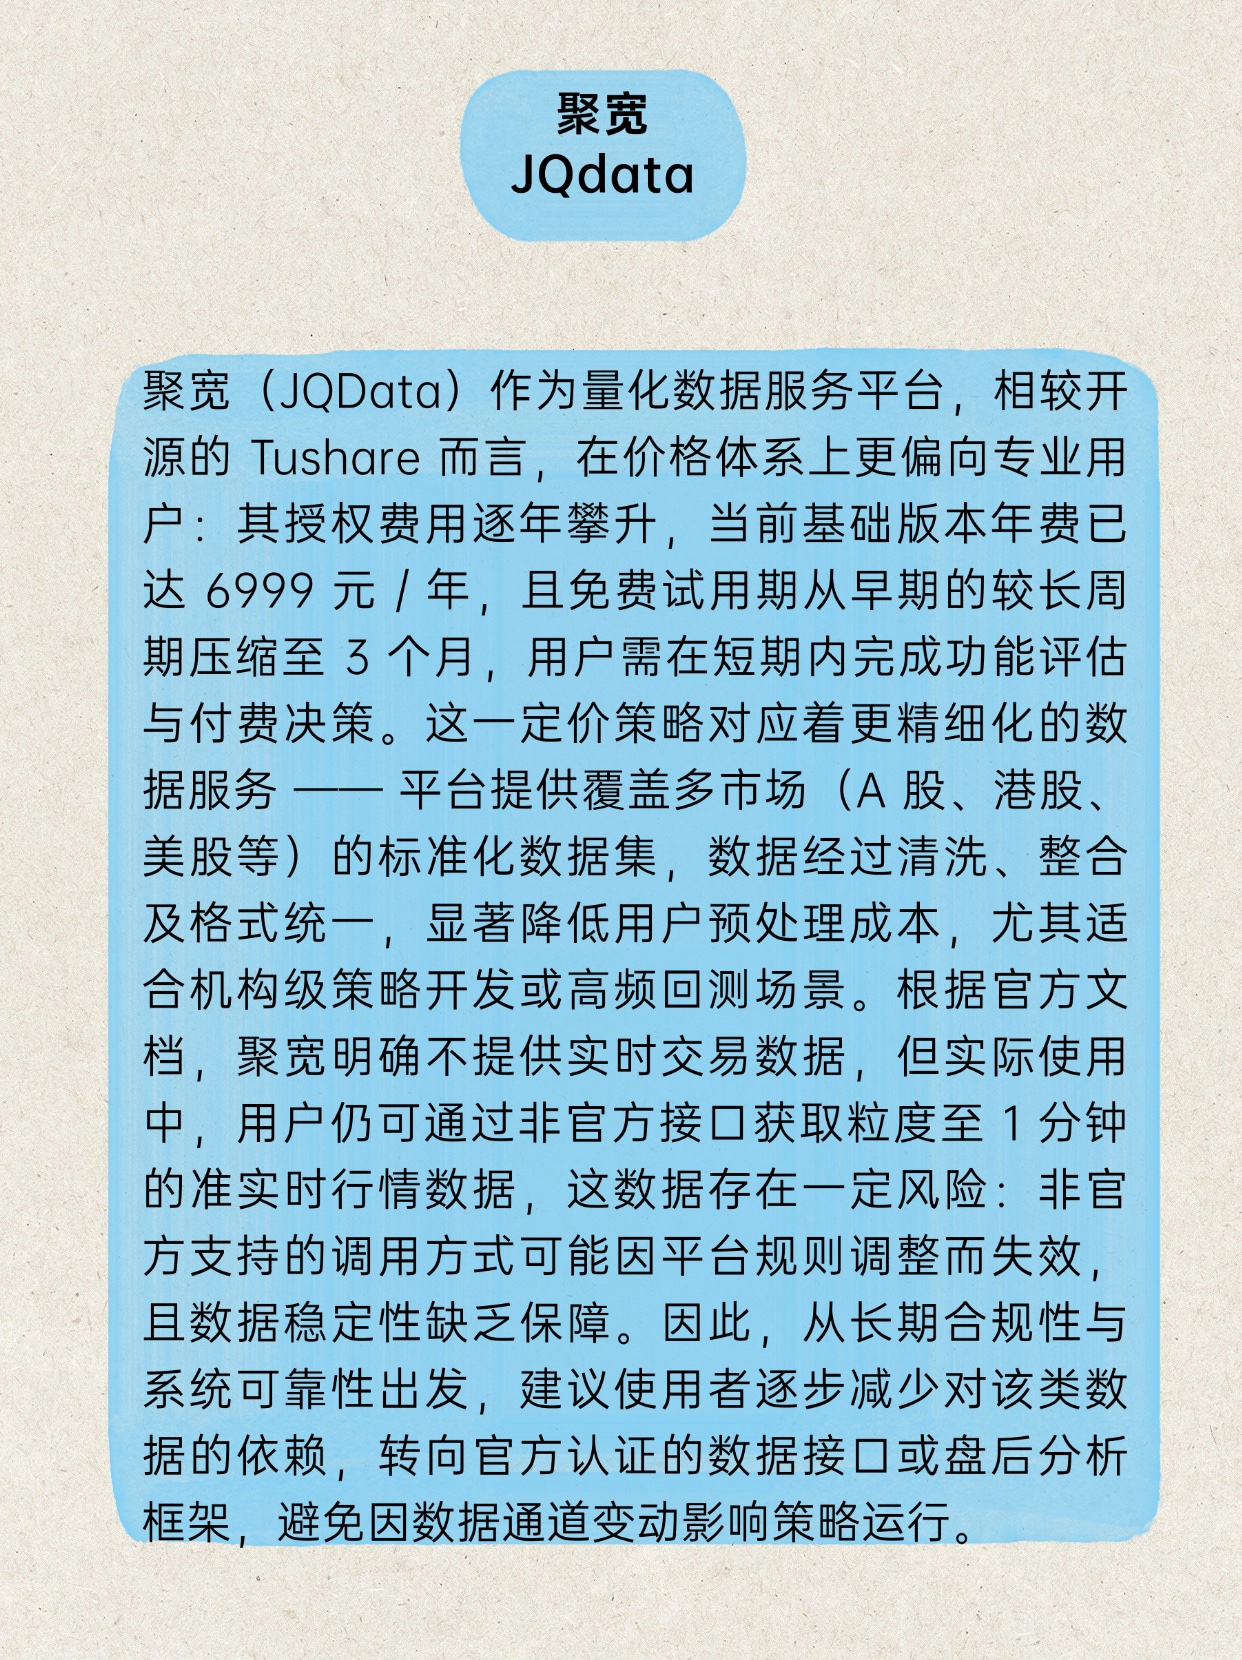 聚宽
JQdata
聚宽（JQData）作为量化数据服务平台，相较开
源的 Tushare 而言，在价格体系上更偏向专业用
户：其授权费用逐年攀升，当前基础版本年费已
达 6999 元 / 年，且免费试用期从早期的较长周
期压缩至 3 个月，用户需在短期内完成功能评估
与付费决策。这一定价策略对应着更精细化的数
据服务 —— 平台提供覆盖多市场（A 股、港股、
美股等）的标准化数据集，数据经过清洗、整合
及格式统一，显著降低用户预处理成本，尤其适
合机构级策略开发或高频回测场景。根据官方文
档，聚宽明确不提供实时交易数据，但实际使用
中，用户仍可通过非官方接口获取粒度至 1 分钟
的准实时行情数据，这数据存在一定风险：非官
方支持的调用方式可能因平台规则调整而失效，
且数据稳定性缺乏保障。因此，从长期合规性与
系统可靠性出发，建议使用者逐步减少对该类数
据的依赖，转向官方认证的数据接口或盘后分析
框架，避免因数据通道变动影响策略运行。